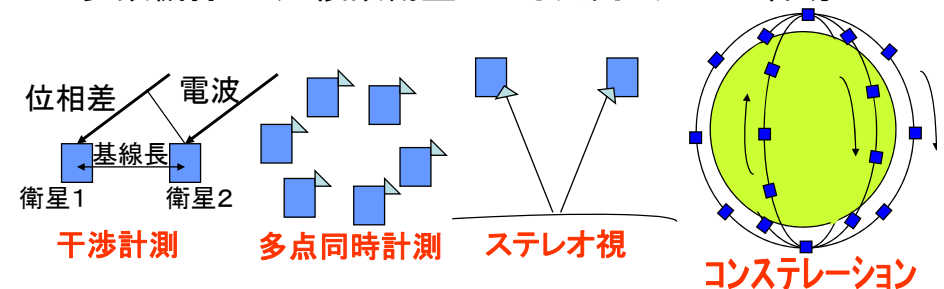 位相差
電波
基線長
衛星1
衛星2
干渉計測
多点同時計測
ステレオ視
コンステレーション